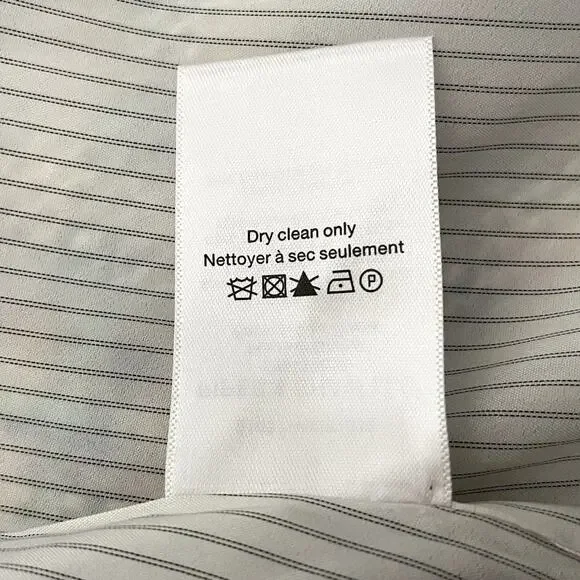 Dry clean only
Nettoyer à sec seulement
P